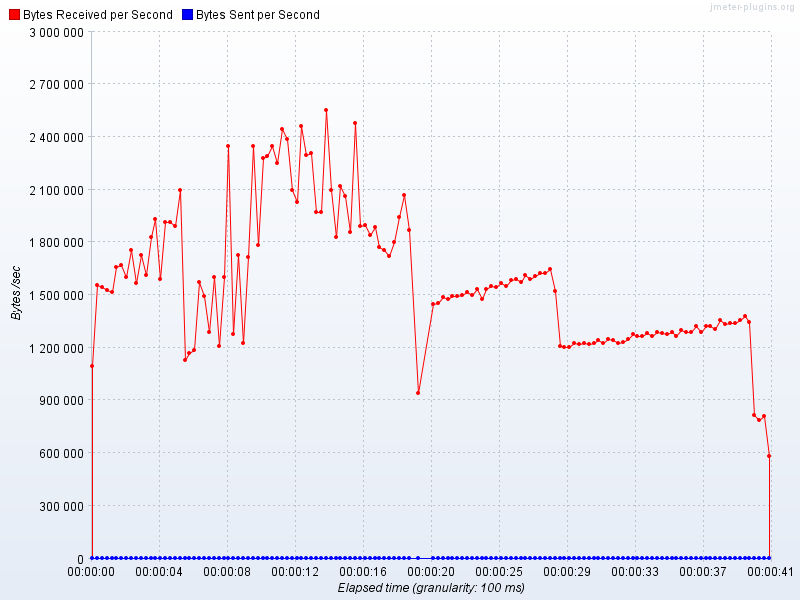 jmeter-plugins.org
Bytes Received per Second Bytes Sent per Second
3 000 000
2 700 000
2 400 000
2 100 000
1 800 000
1 500 000
1 200 000
900 000
600 000
300 000
0
Bytes /sec
00:00:00 00:00:04 00:00:08 00:00:12 00:00:16 00:00:20 00:00:25 00:00:29 00:00:33 00:00:37 00:00:41
Elapsed time (granularity: 100 ms)